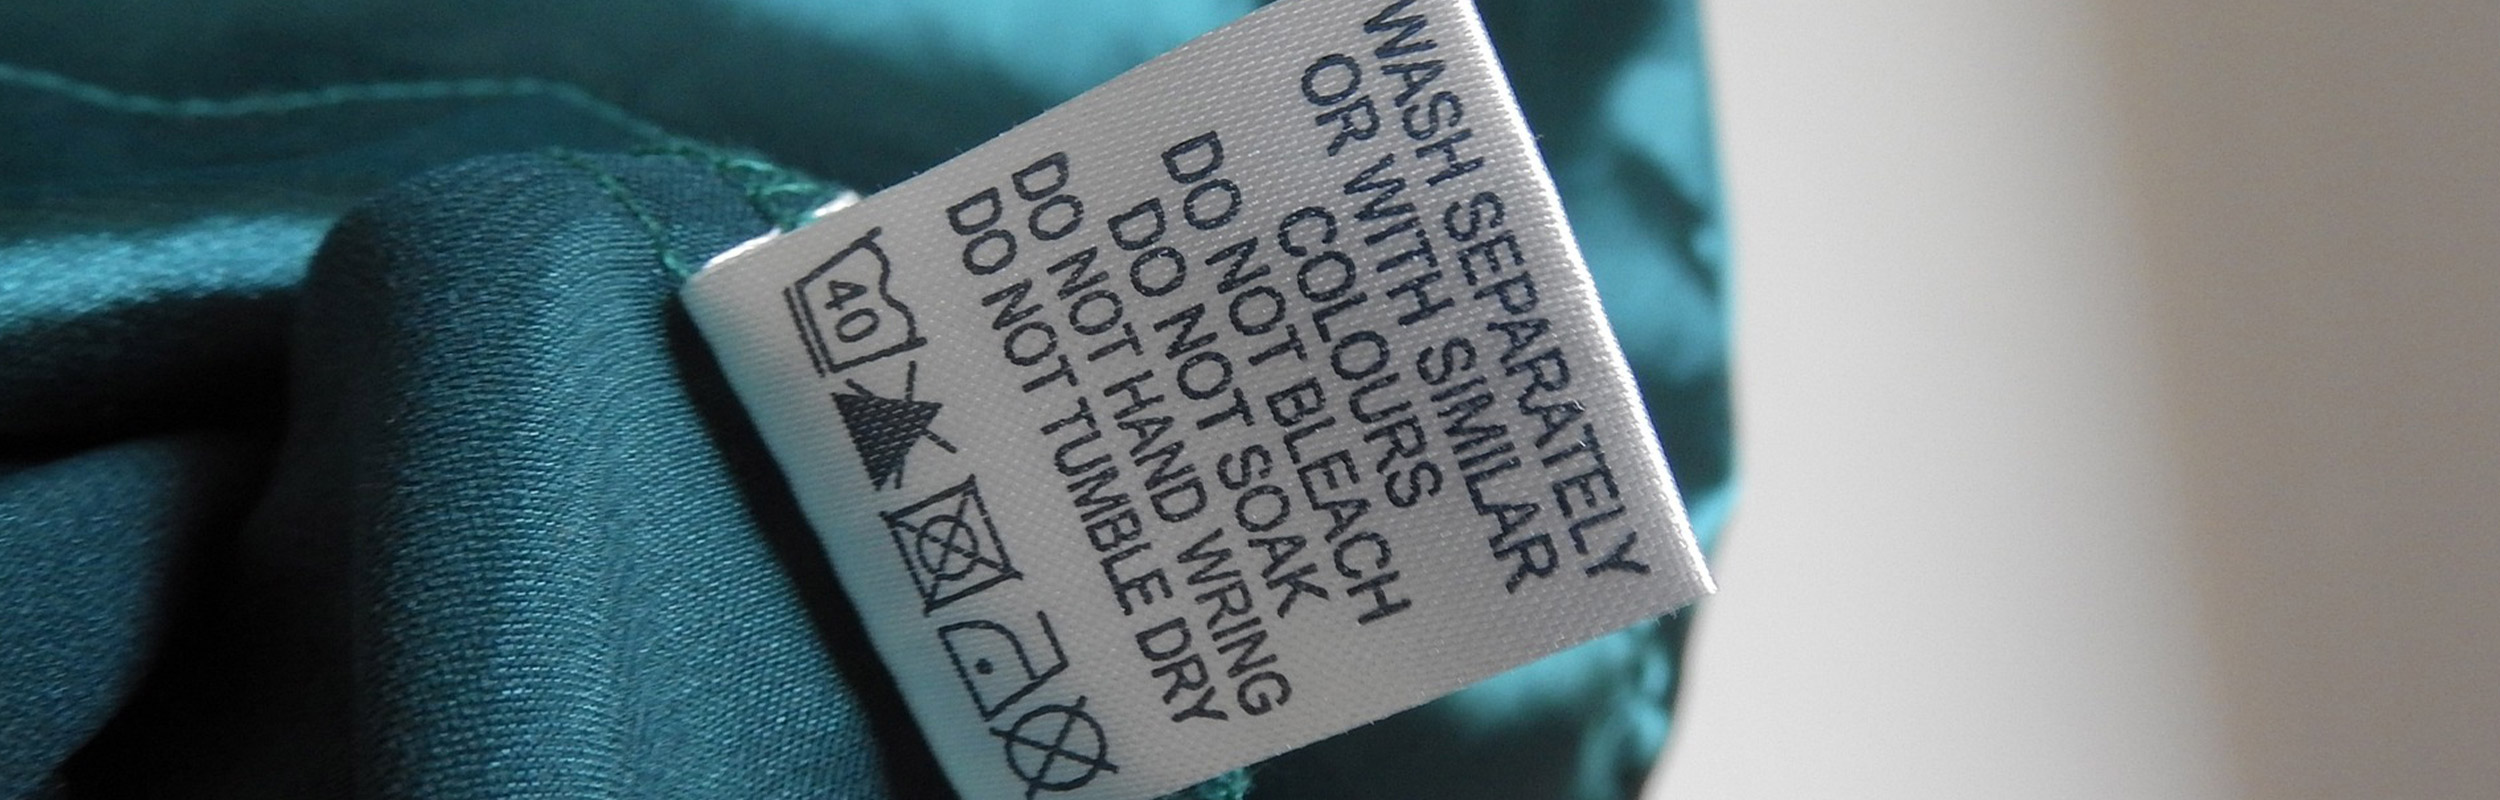 WASH SEPARATELY
OR WITH SIMILAR
COLOURS
DO NOT BLEACH
DO NOT SOAK
DO NOT HAND WRING
DO NOT TUMBLE DRY
40